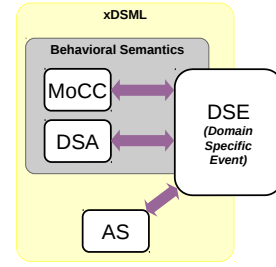 xDSML
Behavioral Semantics
MoCC
DSA
DSE
(Domain
Specific
Event)
AS